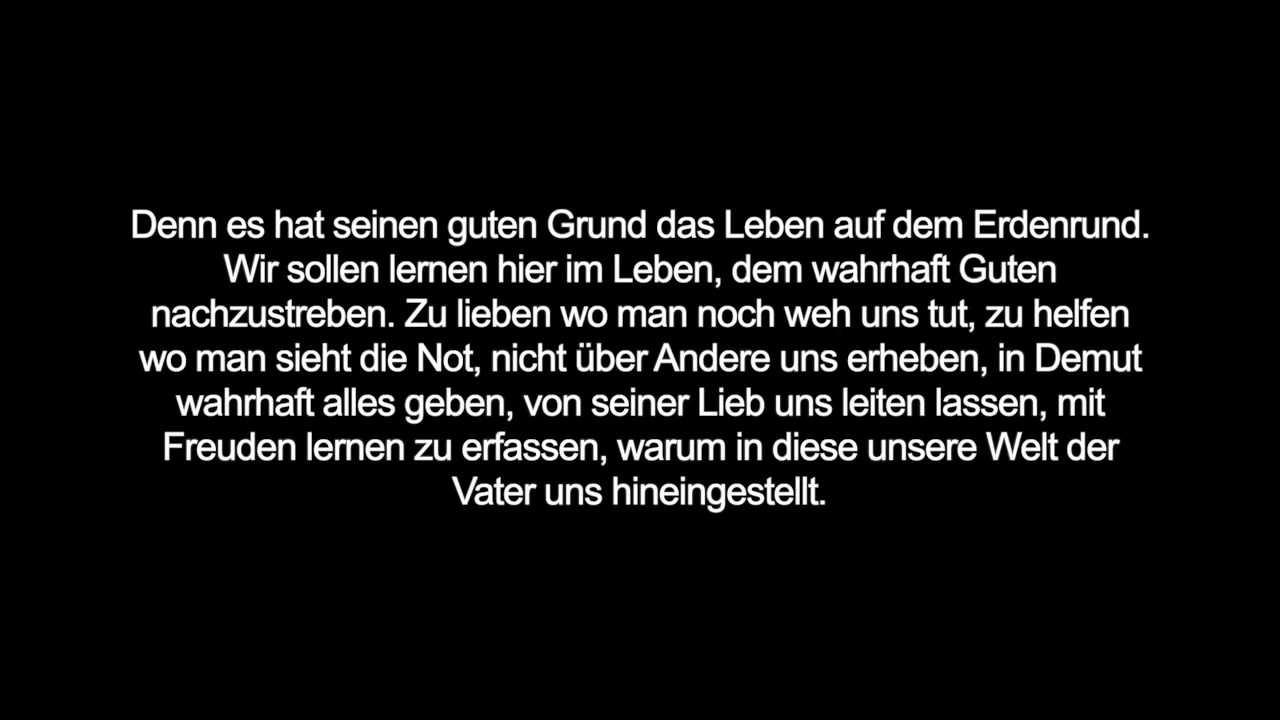 Denn es hat seinen guten Grund das Leben auf dem Erdenrund.
Wir sollen lernen hier im Leben, dem wahrhaft Guten
nachzustreben. Zu lieben wo man noch weh uns tut, zu helfen
wo man sieht die Not, nicht über Andere uns erheben, in Demut
wahrhaft alles geben, von seiner Lieb uns leiten lassen, mit
Freuden lernen zu erfassen, warum in diese unsere Welt der
Vater uns hineingestellt.